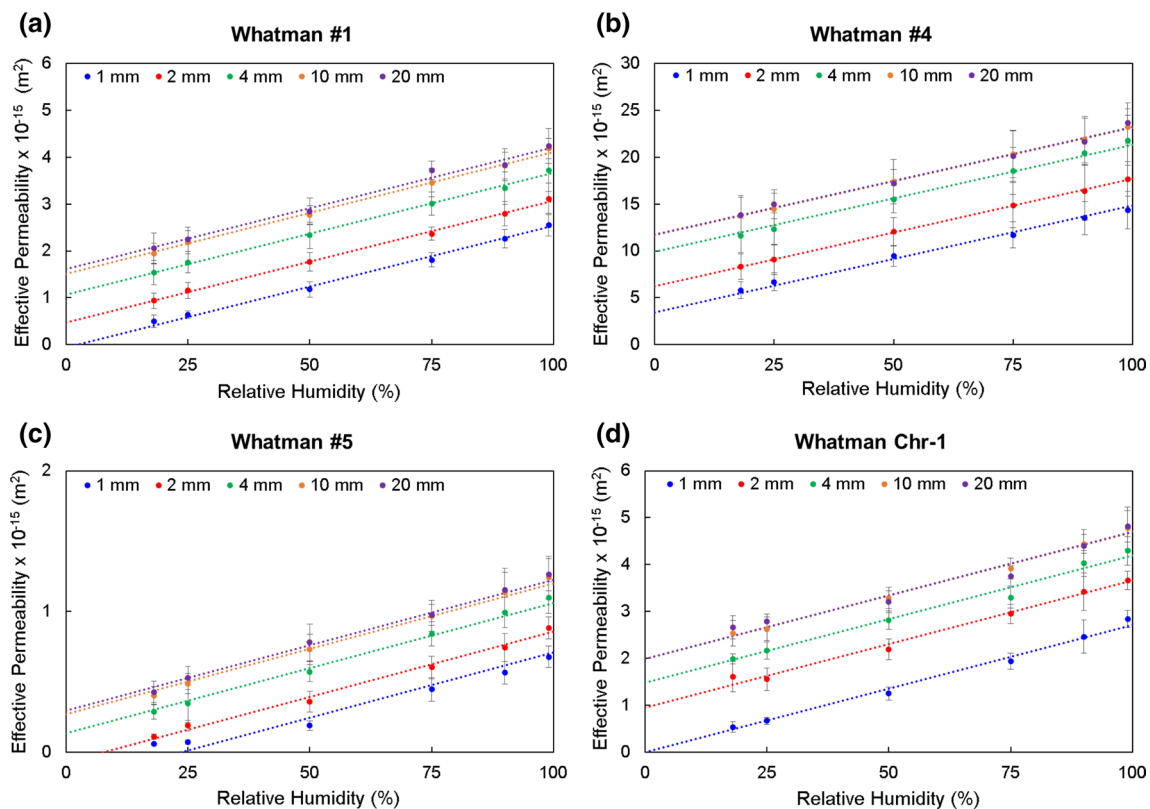 (a)
Whatman #1
1 mm 2 mm 4 mm 10 mm 20 mm
Effective Permeability x 10⁻¹⁵ (m²)
6
5
4
3
2
1
0
0 25 50 75 100
Relative Humidity (%)
(b)
Whatman #4
1 mm 2 mm 4 mm 10 mm 20 mm
Effective Permeability x 10⁻¹⁵ (m²)
30
25
20
15
10
5
0
0 25 50 75 100
Relative Humidity (%)
(c)
Whatman #5
1 mm 2 mm 4 mm 10 mm 20 mm
Effective Permeability x 10⁻¹⁵ (m²)
2
1
0
0 25 50 75 100
Relative Humidity (%)
(d)
Whatman Chr-1
1 mm 2 mm 4 mm 10 mm 20 mm
Effective Permeability x 10⁻¹⁵ (m²)
6
5
4
3
2
1
0
0 25 50 75 100
Relative Humidity (%)